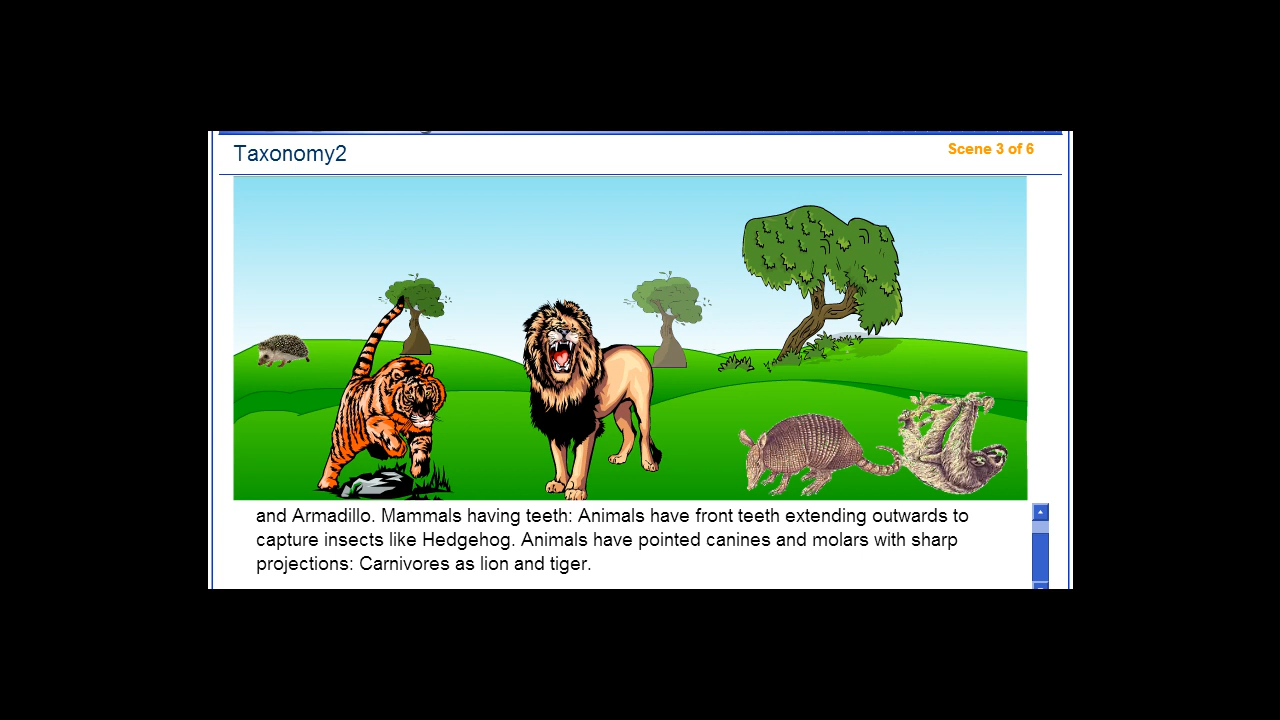 Taxonomy2
Scene 3 of 6
and Armadillo. Mammals having teeth: Animals have front teeth extending outwards to
capture insects like Hedgehog. Animals have pointed canines and molars with sharp
projections: Carnivores as lion and tiger.